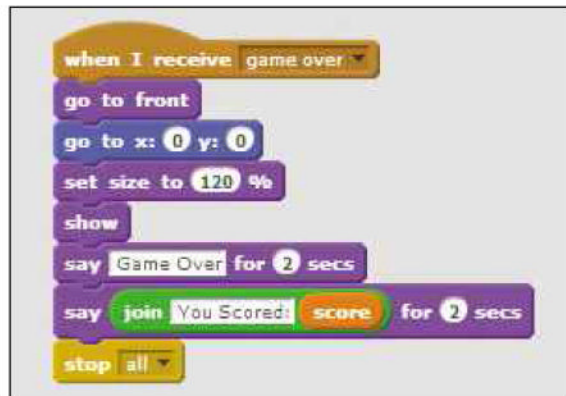 when I receive game over
go to front
go to x: 0 y: 0
set size to 120 %
show
say Game Over for 2 secs
say join You Scored: score for 2 secs
stop all